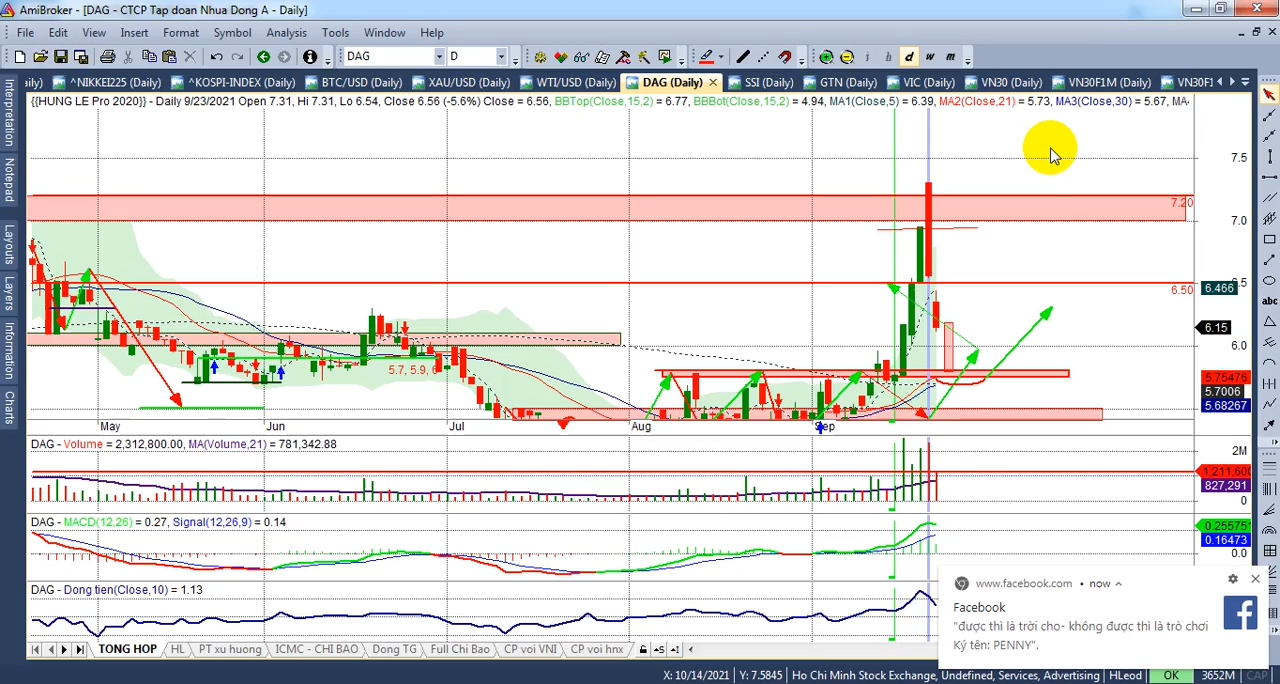 AmiBroker - [DAG - CTCP Tap doan Nhua Dong A - Daily]
File Edit View Insert Format Symbol Analysis Tools Window Help
DAG D h d w m
ily) ^NIKKEI225 (Daily) ^KOSPI-INDEX (Daily) BTC/USD (Daily) XAU/USD (Daily) WTI/USD (Daily) DAG (Daily) SSI (Daily) GTN (Daily) VIC (Daily) VN30 (Daily) VN30F1M (Daily) VN30F1
{{HUNG LE Pro 2020}} - Daily 9/23/2021 Open 7.31, Hi 7.31, Lo 6.54, Close 6.56 (-5.6%) Close = 6.56, BBTop(Close,15,2) = 6.77, BBBot(Close,15,2) = 4.94, MA1(Close,5) = 6.39, MA2(Close,21) = 5.73, MA3(Close,30) = 5.67, MA
Interpretation
Notepad
Layouts
Layers
Information
Charts
abc
7.5
7.20
7.0
6.50
6.466
6.15
6.0
5.7, 5.9, 6
5.75476
5.7006
5.68267
May Jun Jul Aug Sep
DAG - Volume = 2,312,800.00, MA(Volume,21) = 781,342.88
2M
1,211,600
827,291
0
DAG - MACD(12,26) = 0.27, Signal(12,26,9) = 0.14
0.25575
0.16473
0.0
DAG - Dong tien(Close,10) = 1.13
www.facebook.com • now
Facebook
"được thì là trời cho- không được thì là trò chơi
Ký tên: PENNY".
TONG HOP HL PT xu huong ICMC - CHI BAO Dong TG Full Chi Bao CP voi VNI CP voi hnx
X: 10/14/2021 Y: 7.5845 Ho Chi Minh Stock Exchange, Undefined, Services, Advertising HLeod OK 3652M CAP